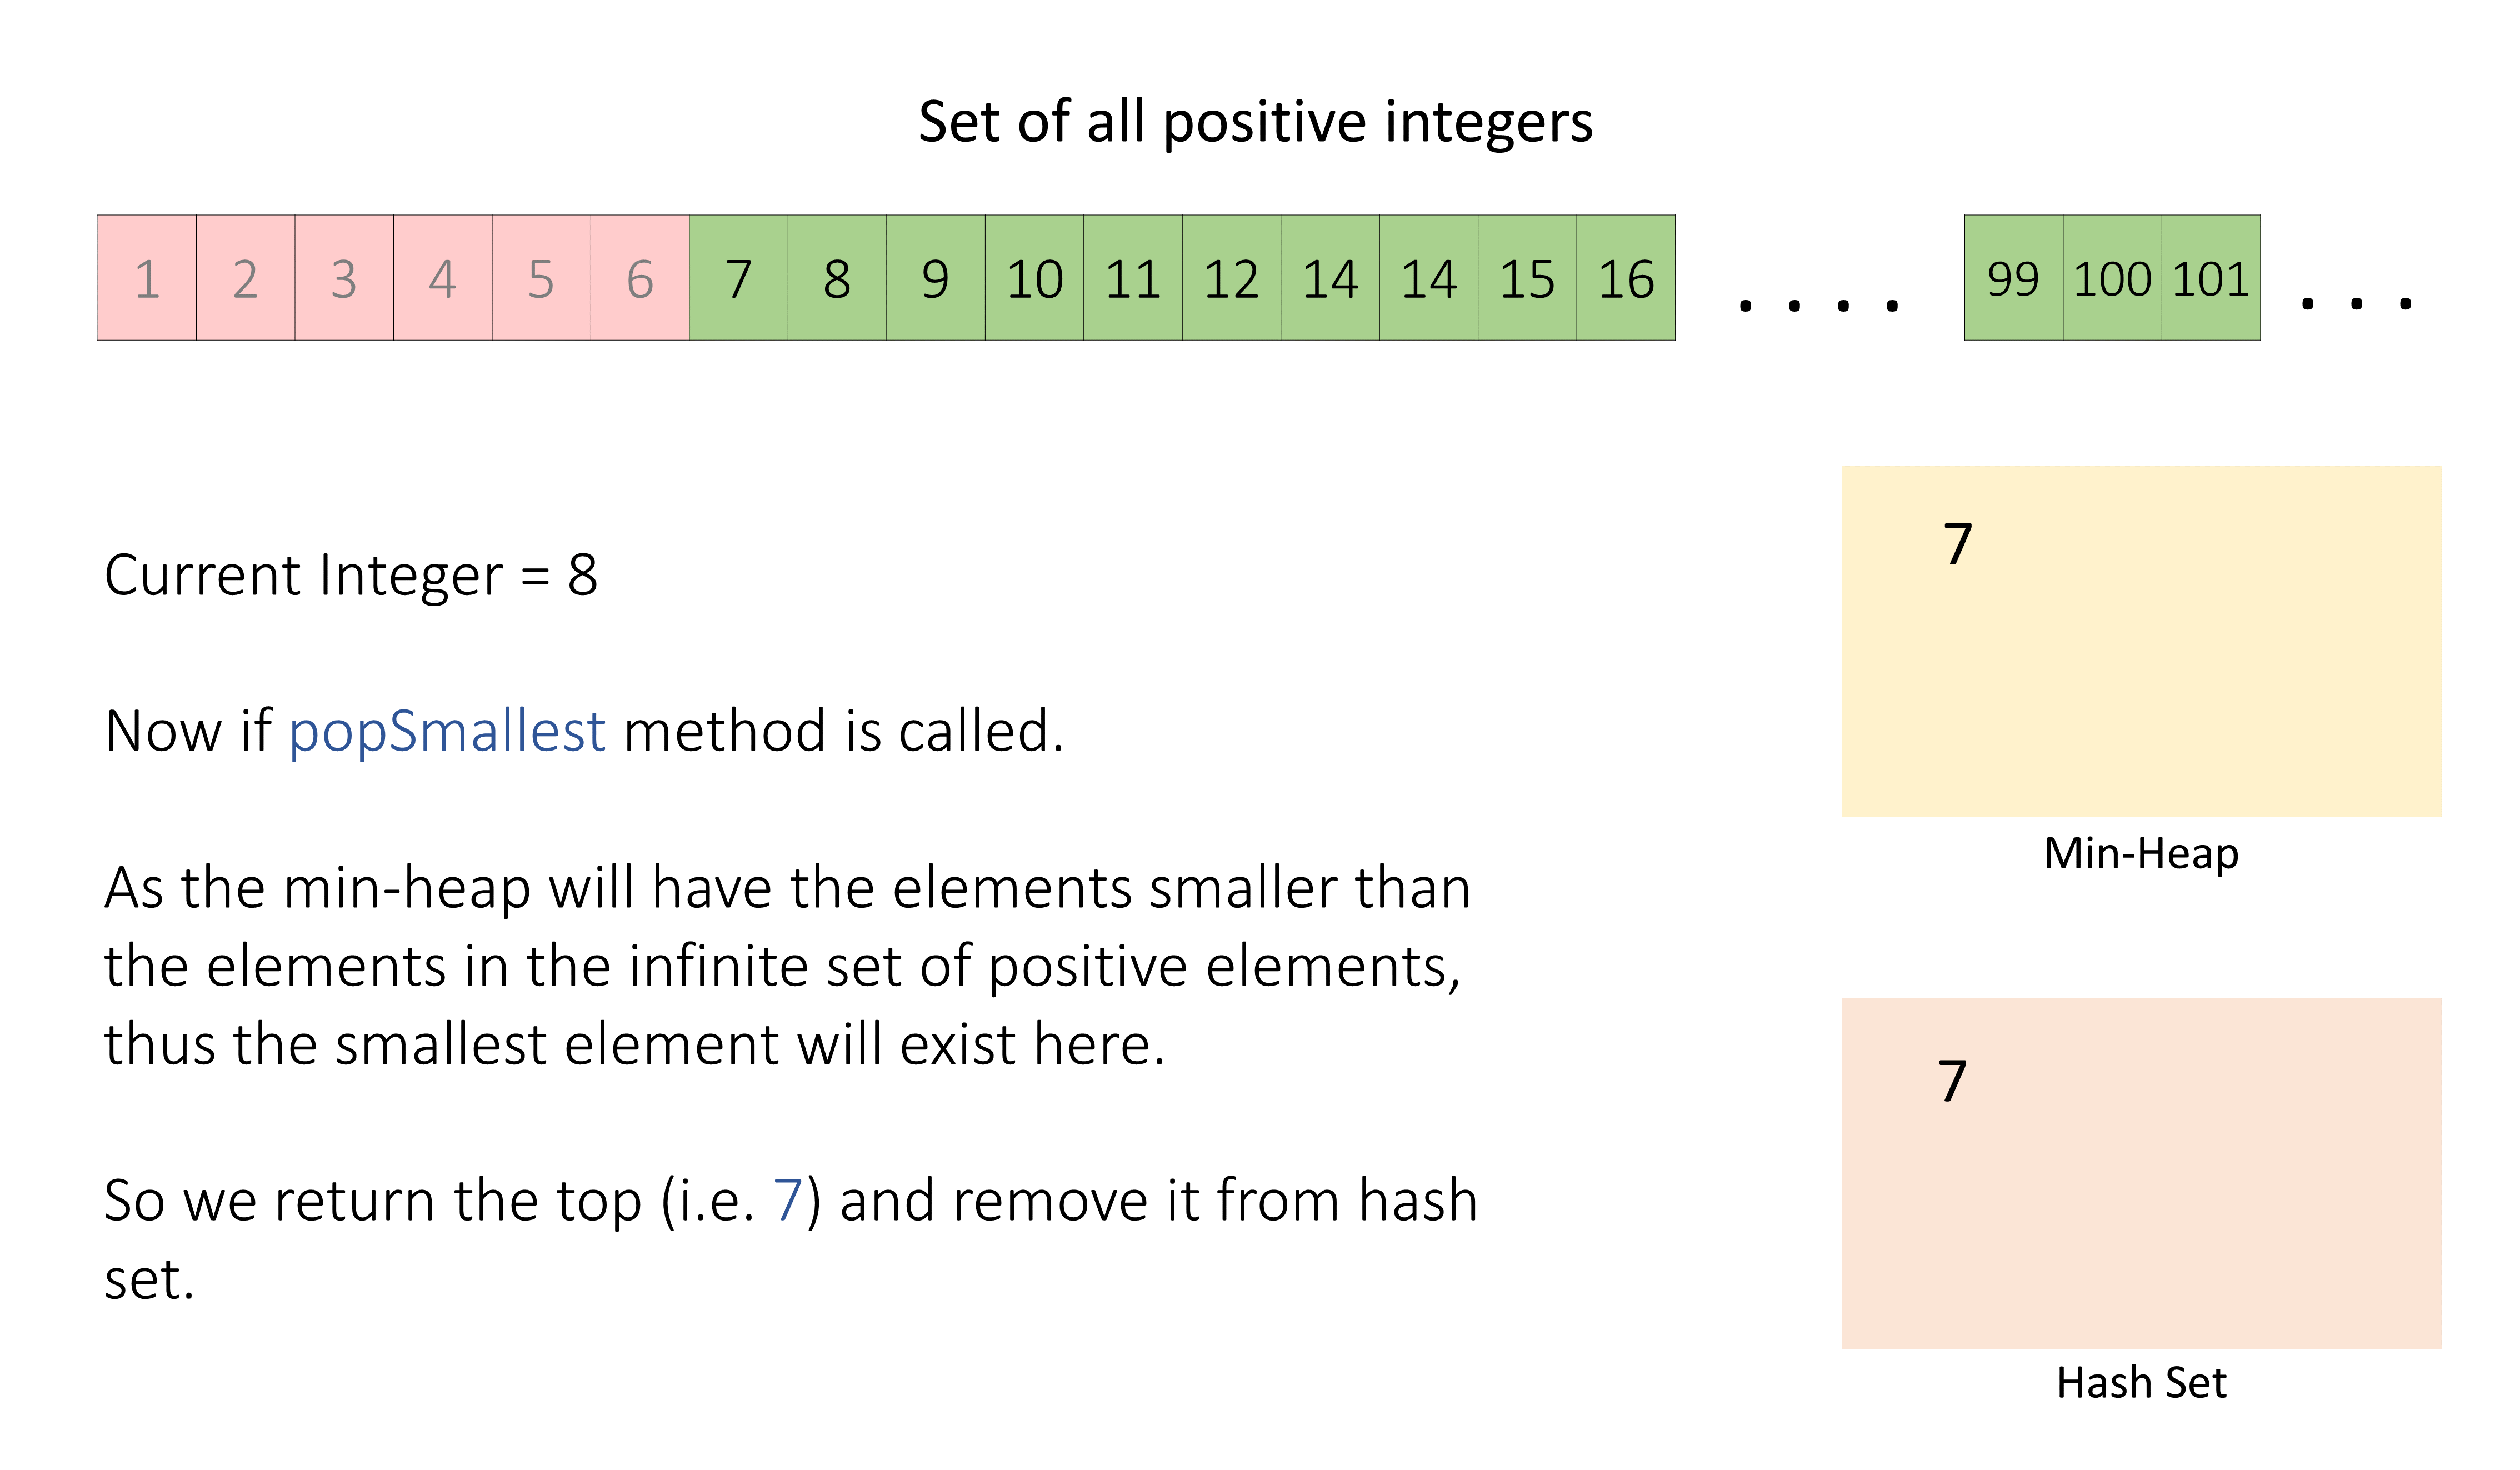 Set of all positive integers
1 2 3 4 5 6 7 8 9 10 11 12 14 14 15 16 . . . . 99 100 101 . . .
Current Integer = 8
7
Now if popSmallest method is called.
Min-Heap
As the min-heap will have the elements smaller than
the elements in the infinite set of positive elements,
thus the smallest element will exist here.
7
So we return the top (i.e. 7) and remove it from hash
set.
Hash Set